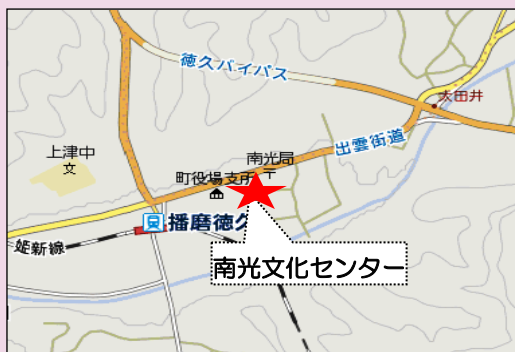 徳久バイパス
太田井
出雲街道
南光局
上津中
文
町役場支所
播磨徳久
姫新線
南光文化センター